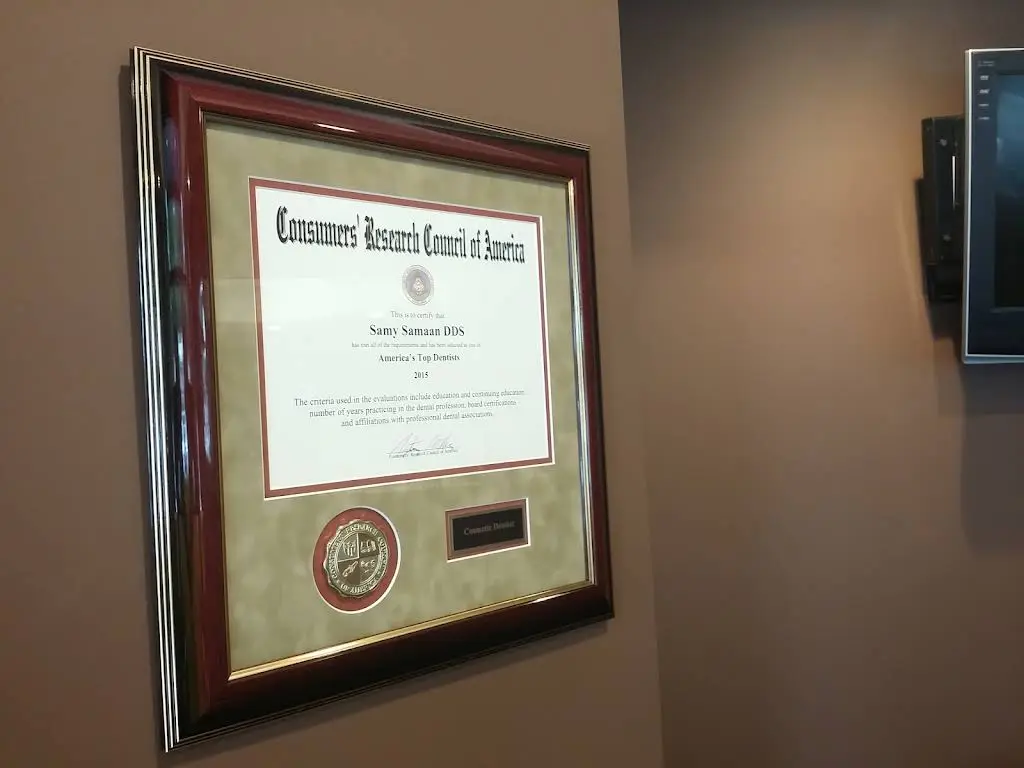 Consumers' Research Council of America
This is to certify that
Samy Samaan DDS
has met all of the requirements and has been selected as one of
America's Top Dentists
2015
The criteria used in the evaluations include education and continuing education,
number of years practicing in the dental profession, board certifications
and affiliations with professional dental associations.
Consumers' Research Council of America
Cosmetic Dentist